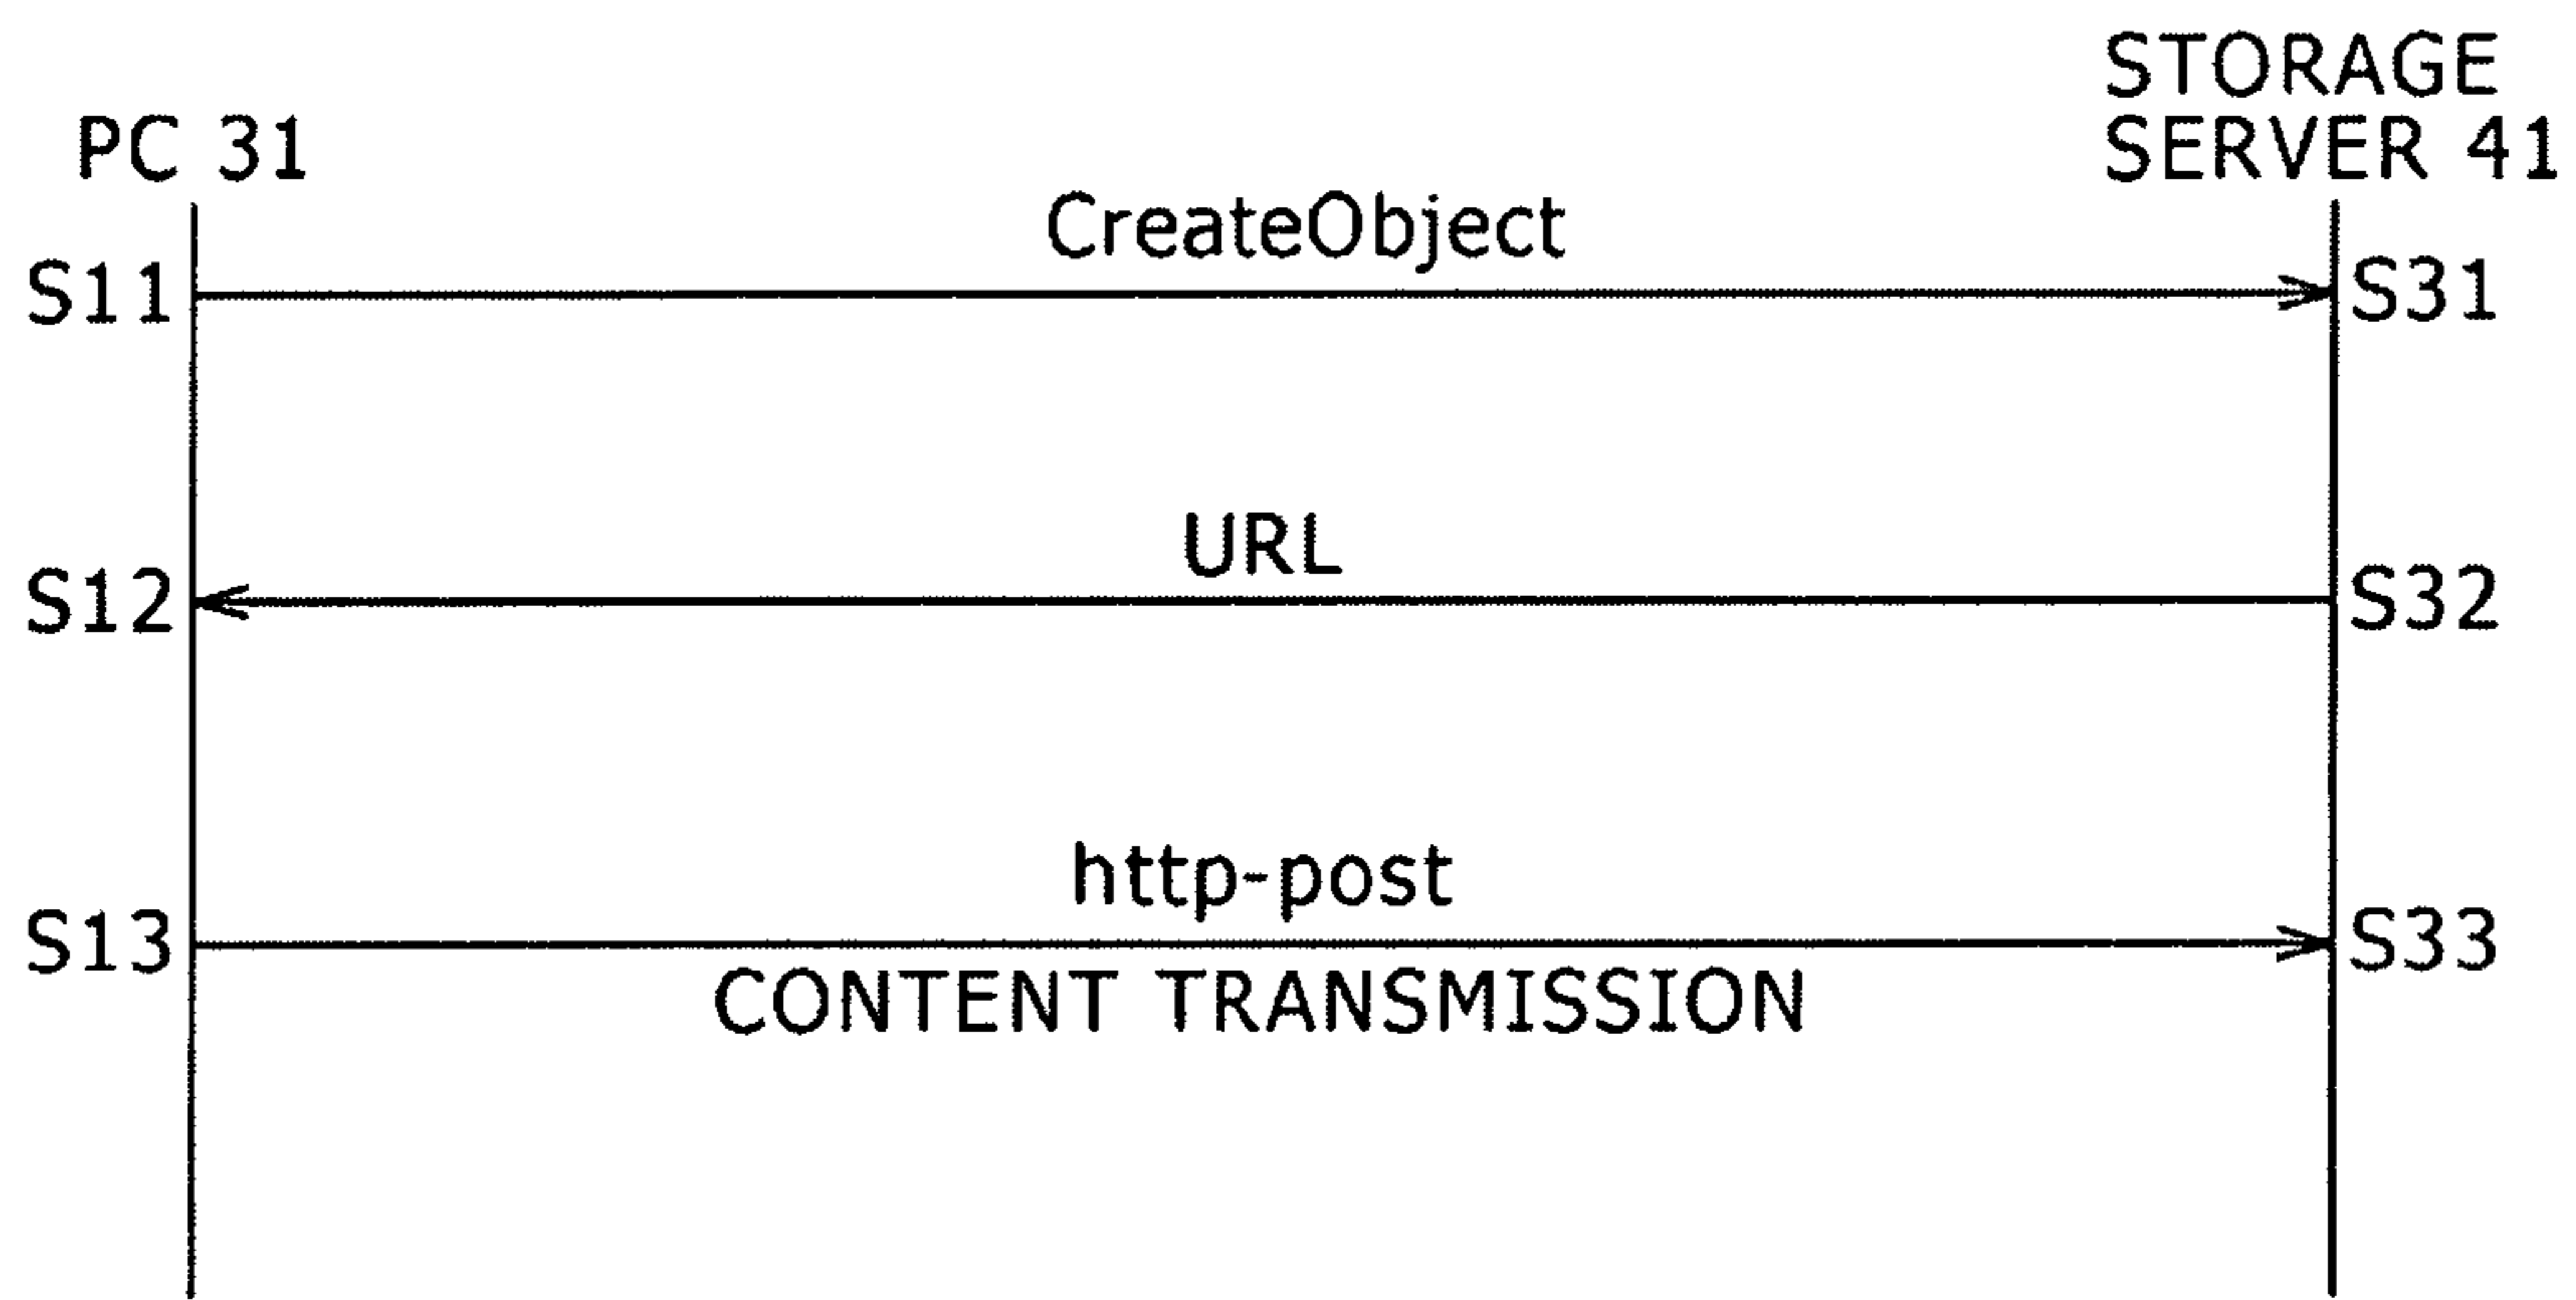 PC 31
STORAGE
SERVER 41
CreateObject
S11
S31
URL
S12
S32
http-post
S13
S33
CONTENT TRANSMISSION